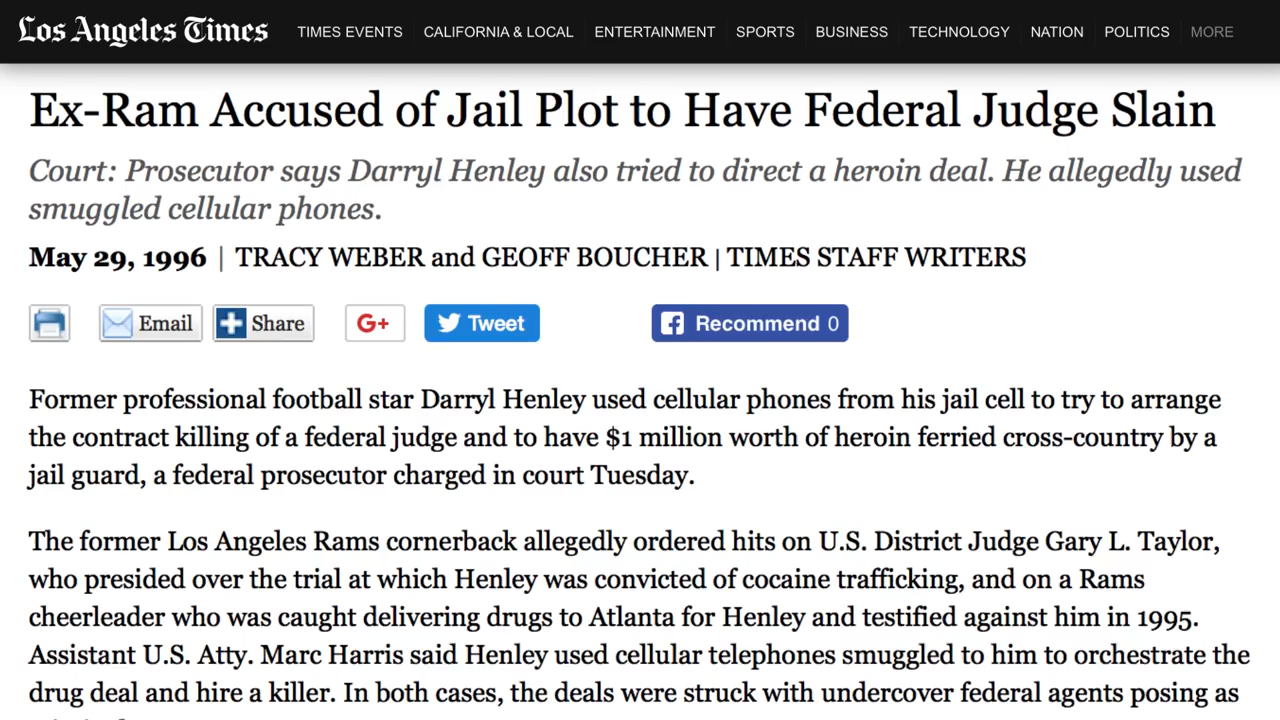 Los Angeles Times TIMES EVENTS CALIFORNIA & LOCAL ENTERTAINMENT SPORTS BUSINESS TECHNOLOGY NATION POLITICS MORE
Ex-Ram Accused of Jail Plot to Have Federal Judge Slain
Court: Prosecutor says Darryl Henley also tried to direct a heroin deal. He allegedly used
smuggled cellular phones.
May 29, 1996 | TRACY WEBER and GEOFF BOUCHER | TIMES STAFF WRITERS
Email Share G+ Tweet Recommend 0
Former professional football star Darryl Henley used cellular phones from his jail cell to try to arrange
the contract killing of a federal judge and to have $1 million worth of heroin ferried cross-country by a
jail guard, a federal prosecutor charged in court Tuesday.
The former Los Angeles Rams cornerback allegedly ordered hits on U.S. District Judge Gary L. Taylor,
who presided over the trial at which Henley was convicted of cocaine trafficking, and on a Rams
cheerleader who was caught delivering drugs to Atlanta for Henley and testified against him in 1995.
Assistant U.S. Atty. Marc Harris said Henley used cellular telephones smuggled to him to orchestrate the
drug deal and hire a killer. In both cases, the deals were struck with undercover federal agents posing as